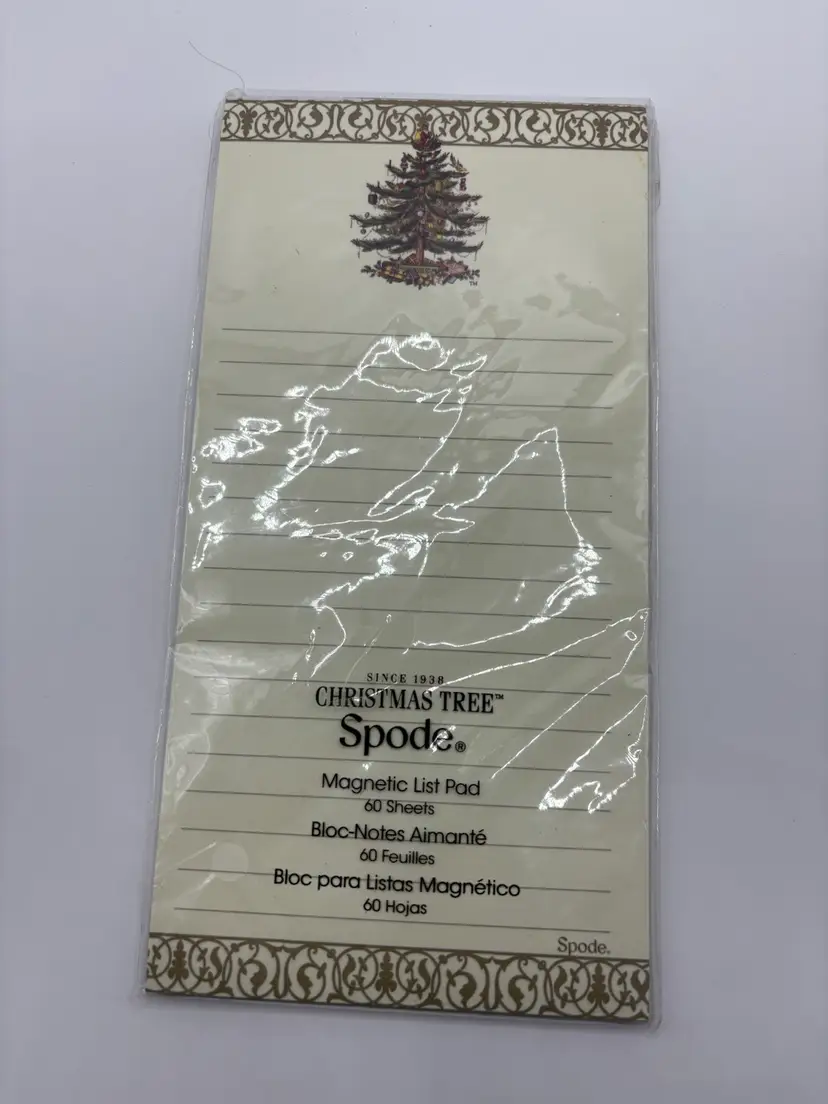 TM
SINCE 1938
CHRISTMAS TREE™
Spode®
Magnetic List Pad
60 Sheets
Bloc-Notes Aimanté
60 Feuilles
Bloc para Listas Magnético
60 Hojas
Spode®